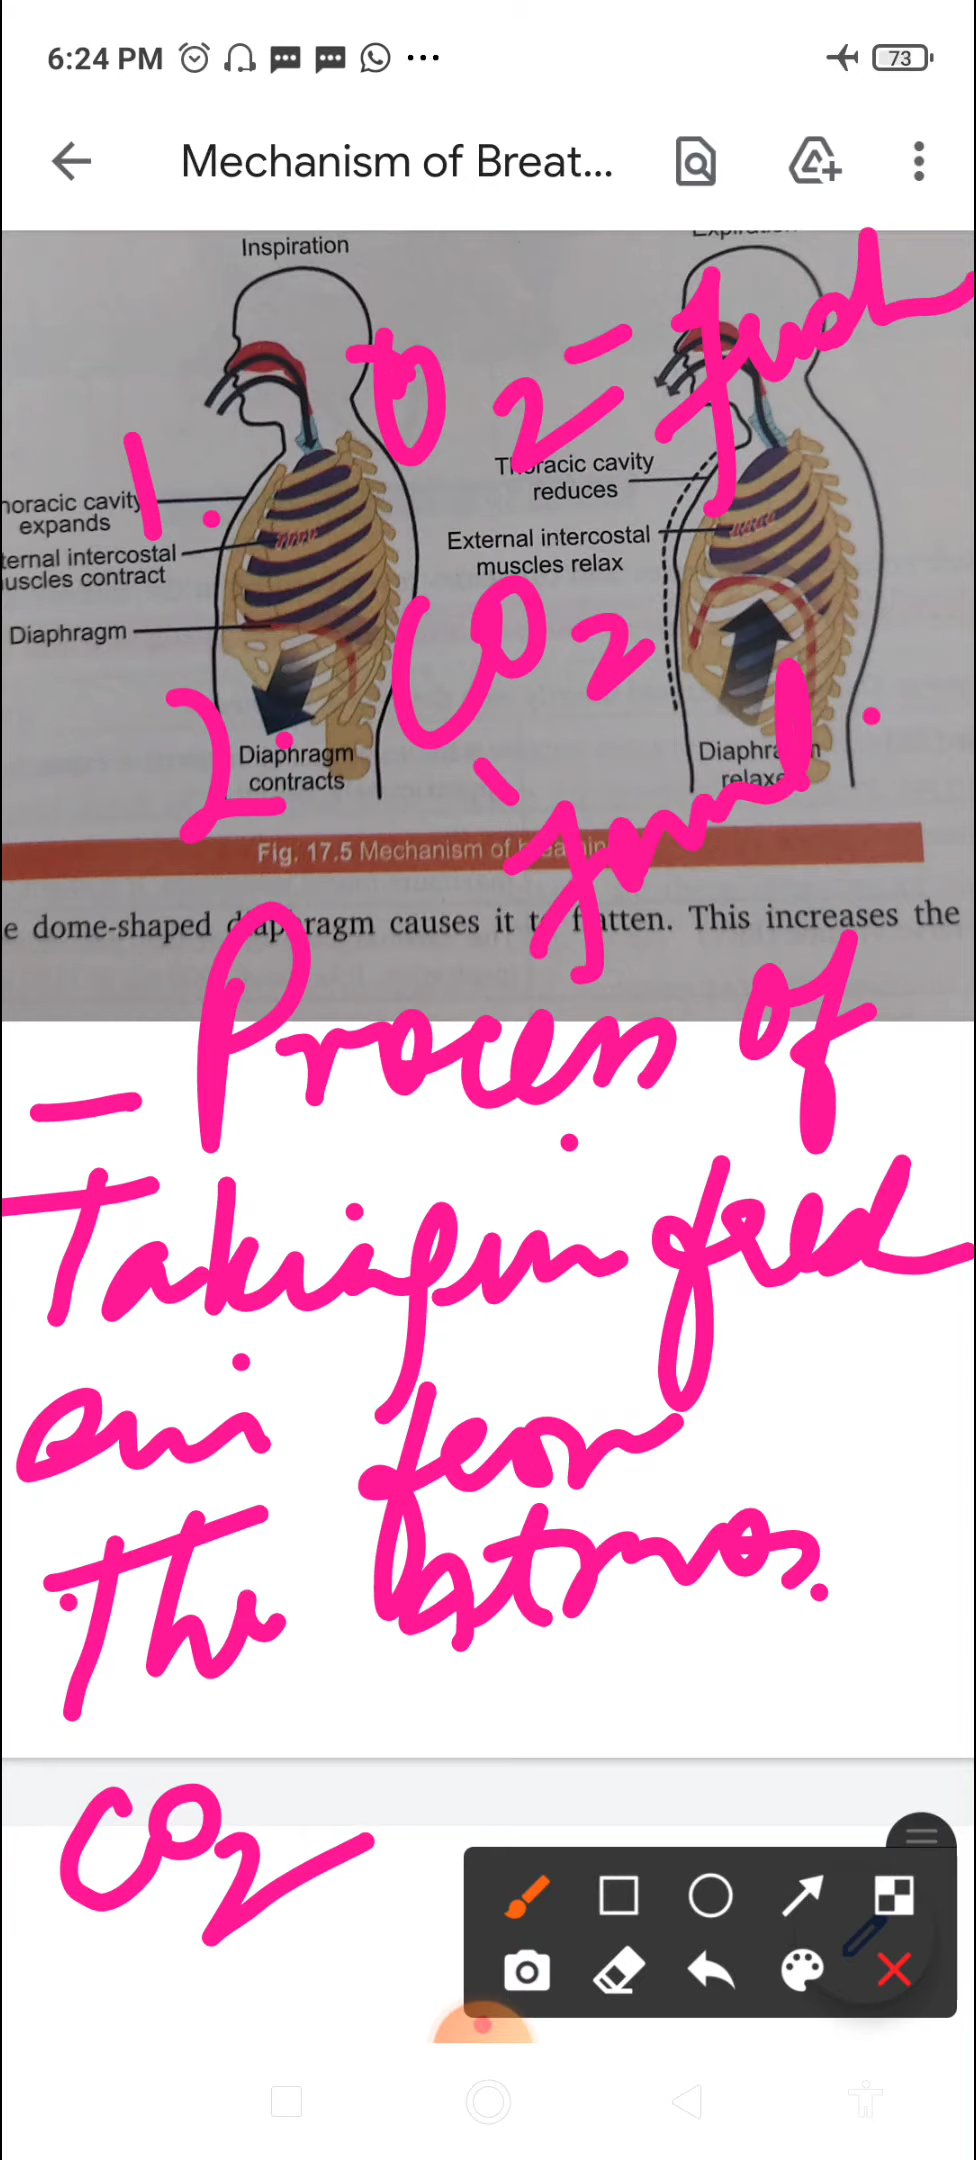 6:24 PM
73
Mechanism of Breat...
Inspiration
1.
O2 =
Thoracic cavity
reduces
horacic cavity
expands
External intercostal
muscles relax
ternal intercostal
uscles contract
Diaphragm
CO2
2.
Diaphragm
contracts
Fig. 17.5 Mechanism of
e dome-shaped diaphragm causes it to flatten. This increases the
- Process of
Taking in
air from
The atmos.
CO2